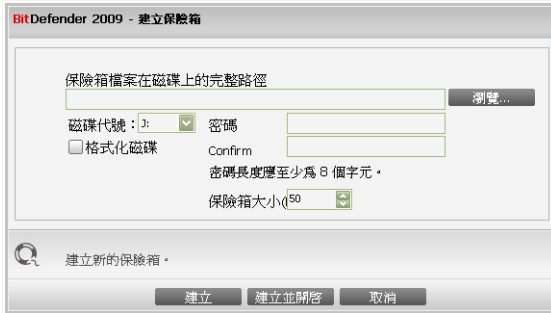 BitDefender 2009 - 建立保險箱
保險箱檔案在磁碟上的完整路徑
瀏覽...
磁碟代號：J: 密碼
格式化磁碟 Confirm
密碼長度應至少為 8 個字元。
保險箱大小( 50
建立新的保險箱。
建立 建立並開啓 取消